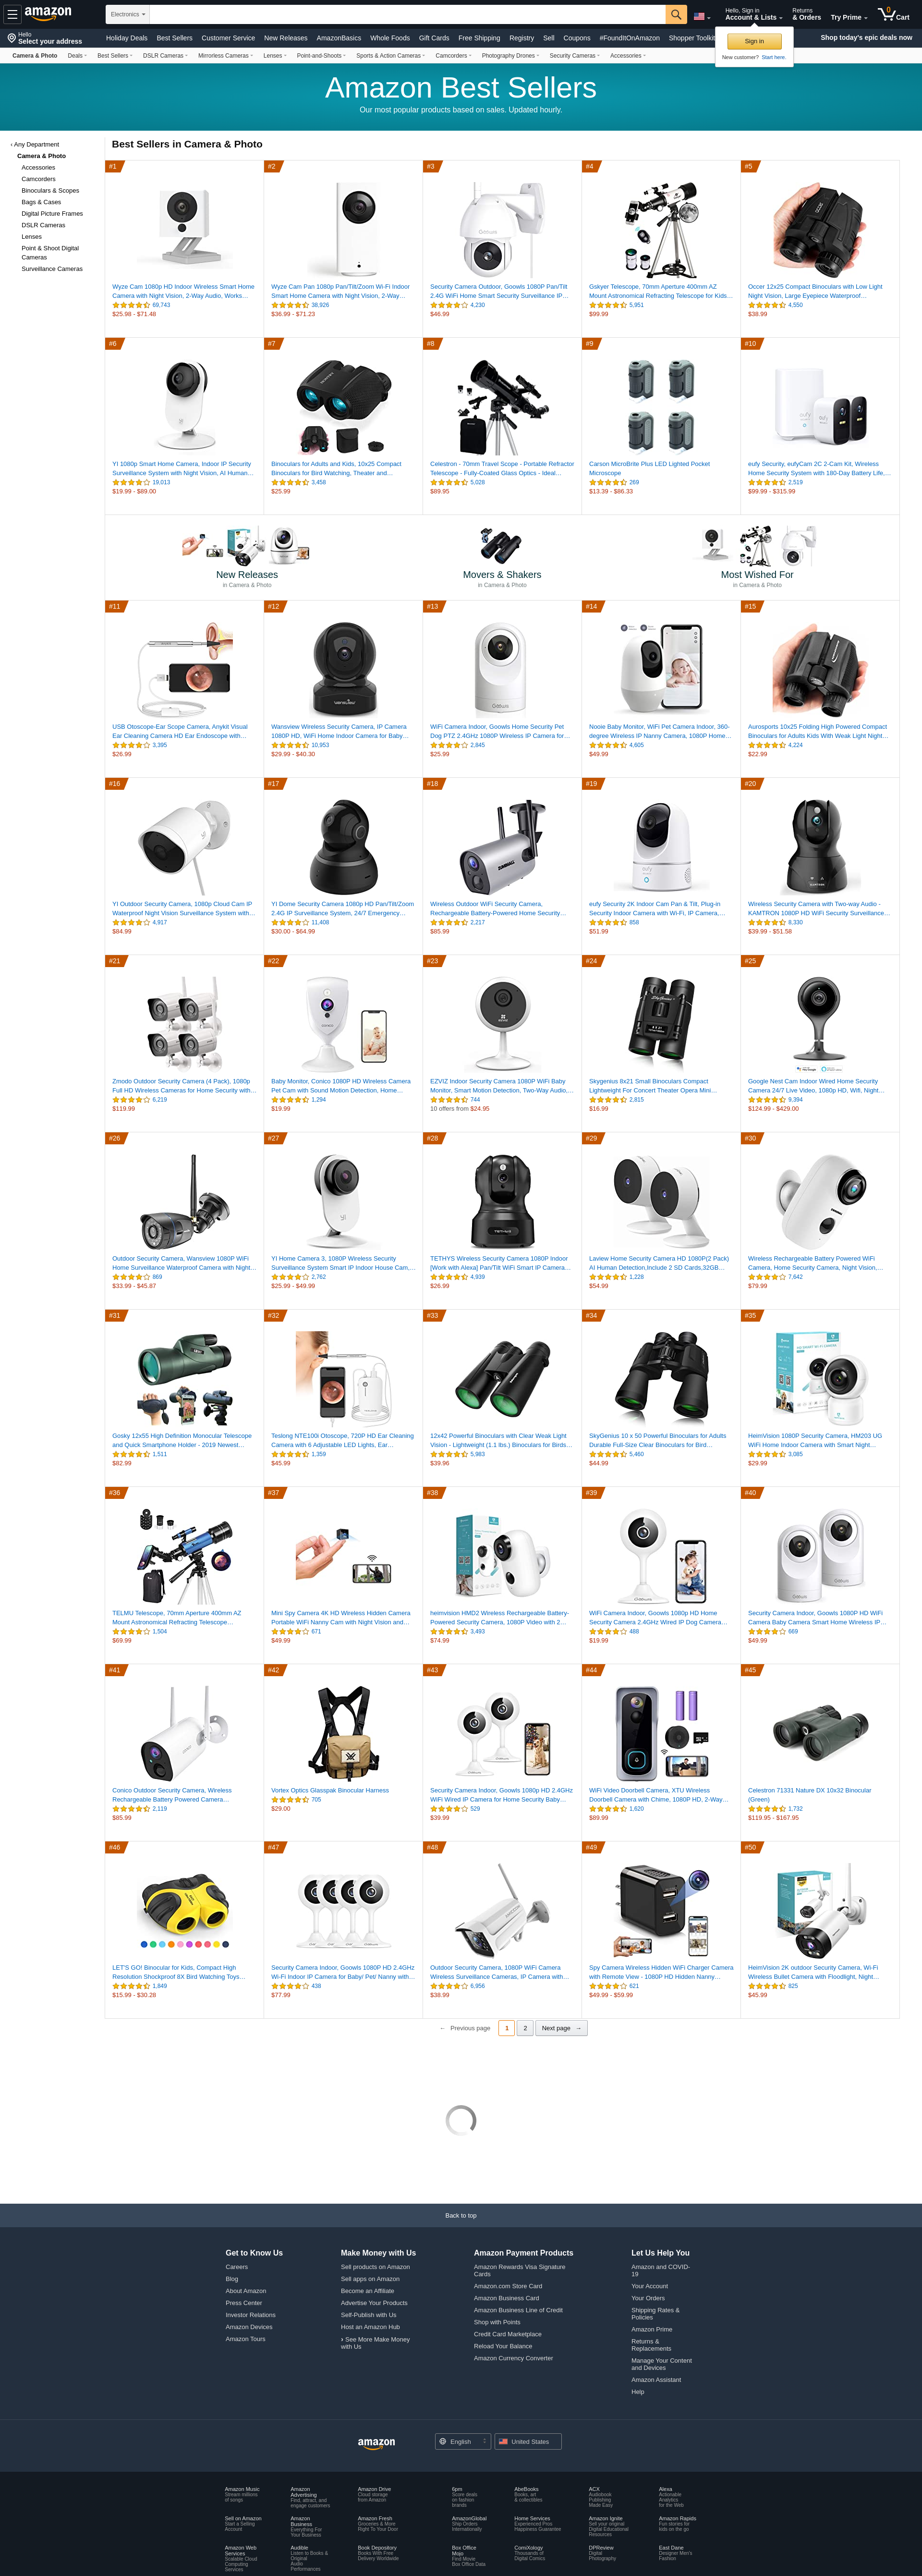 amazon
Electronics
Hello, Sign in
Account & Lists
Returns
& Orders
Try Prime
0
Cart
Hello
Select your address
Holiday Deals
Best Sellers
Customer Service
New Releases
AmazonBasics
Whole Foods
Gift Cards
Free Shipping
Registry
Sell
Coupons
#FoundItOnAmazon
Shopper Toolkit
Shop today's epic deals now
Sign in
New customer? Start here.
Camera & Photo
Deals
Best Sellers
DSLR Cameras
Mirrorless Cameras
Lenses
Point-and-Shoots
Sports & Action Cameras
Camcorders
Photography Drones
Security Cameras
Accessories
Amazon Best Sellers
Our most popular products based on sales. Updated hourly.
‹ Any Department
Camera & Photo
Accessories
Camcorders
Binoculars & Scopes
Bags & Cases
Digital Picture Frames
DSLR Cameras
Lenses
Point & Shoot Digital
Cameras
Surveillance Cameras
Best Sellers in Camera & Photo
#1
Wyze Cam 1080p HD Indoor Wireless Smart Home
Camera with Night Vision, 2-Way Audio, Works…
69,743
$25.98 - $71.48
#2
Wyze Cam Pan 1080p Pan/Tilt/Zoom Wi-Fi Indoor
Smart Home Camera with Night Vision, 2-Way…
38,926
$36.99 - $71.23
#3
Security Camera Outdoor, Goowls 1080P Pan/Tilt
2.4G WiFi Home Smart Security Surveillance IP…
4,230
$46.99
#4
Gskyer Telescope, 70mm Aperture 400mm AZ
Mount Astronomical Refracting Telescope for Kids…
5,951
$99.99
#5
Occer 12x25 Compact Binoculars with Low Light
Night Vision, Large Eyepiece Waterproof…
4,550
$38.99
#6
YI 1080p Smart Home Camera, Indoor IP Security
Surveillance System with Night Vision, AI Human…
19,013
$19.99 - $89.00
#7
Binoculars for Adults and Kids, 10x25 Compact
Binoculars for Bird Watching, Theater and…
3,458
$25.99
#8
Celestron - 70mm Travel Scope - Portable Refractor
Telescope - Fully-Coated Glass Optics - Ideal…
5,028
$89.95
#9
Carson MicroBrite Plus LED Lighted Pocket
Microscope
269
$13.39 - $86.33
#10
eufy Security, eufyCam 2C 2-Cam Kit, Wireless
Home Security System with 180-Day Battery Life,…
2,519
$99.99 - $315.99
New Releases
in Camera & Photo
Movers & Shakers
in Camera & Photo
Most Wished For
in Camera & Photo
#11
USB Otoscope-Ear Scope Camera, Anykit Visual
Ear Cleaning Camera HD Ear Endoscope with…
3,395
$26.99
#12
Wansview Wireless Security Camera, IP Camera
1080P HD, WiFi Home Indoor Camera for Baby…
10,953
$29.99 - $40.30
#13
WiFi Camera Indoor, Goowls Home Security Pet
Dog PTZ 2.4GHz 1080P Wireless IP Camera for…
2,845
$25.99
#14
Nooie Baby Monitor, WiFi Pet Camera Indoor, 360-
degree Wireless IP Nanny Camera, 1080P Home…
4,605
$49.99
#15
Aurosports 10x25 Folding High Powered Compact
Binoculars for Adults Kids With Weak Light Night…
4,224
$22.99
#16
YI Outdoor Security Camera, 1080p Cloud Cam IP
Waterproof Night Vision Surveillance System with…
4,917
$84.99
#17
YI Dome Security Camera 1080p HD Pan/Tilt/Zoom
2.4G IP Surveillance System, 24/7 Emergency…
11,408
$30.00 - $64.99
#18
Wireless Outdoor WiFi Security Camera,
Rechargeable Battery-Powered Home Security…
2,217
$85.99
#19
eufy Security 2K Indoor Cam Pan & Tilt, Plug-in
Security Indoor Camera with Wi-Fi, IP Camera,…
858
$51.99
#20
Wireless Security Camera with Two-way Audio -
KAMTRON 1080P HD WiFi Security Surveillance…
8,330
$39.99 - $51.58
#21
Zmodo Outdoor Security Camera (4 Pack), 1080p
Full HD Wireless Cameras for Home Security with…
6,219
$119.99
#22
Baby Monitor, Conico 1080P HD Wireless Camera
Pet Cam with Sound Motion Detection, Home…
1,294
$19.99
#23
EZVIZ Indoor Security Camera 1080P WiFi Baby
Monitor, Smart Motion Detection, Two-Way Audio,…
744
10 offers from $24.95
#24
Skygenius 8x21 Small Binoculars Compact
Lightweight For Concert Theater Opera Mini…
2,815
$16.99
#25
Google Nest Cam Indoor Wired Home Security
Camera 24/7 Live Video, 1080p HD, Wifi, Night…
9,394
$124.99 - $429.00
#26
Outdoor Security Camera, Wansview 1080P WiFi
Home Surveillance Waterproof Camera with Night…
869
$33.99 - $45.87
#27
YI Home Camera 3, 1080P Wireless Security
Surveillance System Smart IP Indoor House Cam,…
2,762
$25.99 - $49.99
#28
TETHYS Wireless Security Camera 1080P Indoor
[Work with Alexa] Pan/Tilt WiFi Smart IP Camera…
4,939
$26.99
#29
Laview Home Security Camera HD 1080P(2 Pack)
AI Human Detection,Include 2 SD Cards,32GB…
1,228
$54.99
#30
Wireless Rechargeable Battery Powered WiFi
Camera, Home Security Camera, Night Vision,…
7,642
$79.99
#31
Gosky 12x55 High Definition Monocular Telescope
and Quick Smartphone Holder - 2019 Newest…
1,511
$82.99
#32
Teslong NTE100i Otoscope, 720P HD Ear Cleaning
Camera with 6 Adjustable LED Lights, Ear…
1,359
$45.99
#33
12x42 Powerful Binoculars with Clear Weak Light
Vision - Lightweight (1.1 lbs.) Binoculars for Birds…
5,983
$39.96
#34
SkyGenius 10 x 50 Powerful Binoculars for Adults
Durable Full-Size Clear Binoculars for Bird…
5,460
$44.99
#35
HeimVision 1080P Security Camera, HM203 UG
WiFi Home Indoor Camera with Smart Night…
3,085
$29.99
#36
TELMU Telescope, 70mm Aperture 400mm AZ
Mount Astronomical Refracting Telescope…
1,504
$69.99
#37
Mini Spy Camera 4K HD Wireless Hidden Camera
Portable WiFi Nanny Cam with Night Vision and…
671
$49.99
#38
heimvision HMD2 Wireless Rechargeable Battery-
Powered Security Camera, 1080P Video with 2…
3,493
$74.99
#39
WiFi Camera Indoor, Goowls 1080p HD Home
Security Camera 2.4GHz Wired IP Dog Camera…
488
$19.99
#40
Security Camera Indoor, Goowls 1080P HD WiFi
Camera Baby Camera Smart Home Wireless IP…
669
$49.99
#41
Conico Outdoor Security Camera, Wireless
Rechargeable Battery Powered Camera…
2,119
$85.99
#42
Vortex Optics Glasspak Binocular Harness
705
$29.00
#43
Security Camera Indoor, Goowls 1080p HD 2.4GHz
WiFi Wired IP Camera for Home Security Baby…
529
$39.99
#44
WiFi Video Doorbell Camera, XTU Wireless
Doorbell Camera with Chime, 1080P HD, 2-Way…
1,620
$89.99
#45
Celestron 71331 Nature DX 10x32 Binocular
(Green)
1,732
$119.95 - $167.95
#46
LET'S GO! Binocular for Kids, Compact High
Resolution Shockproof 8X Bird Watching Toys…
1,849
$15.99 - $30.28
#47
Security Camera Indoor, Goowls 1080P HD 2.4GHz
Wi-Fi Indoor IP Camera for Baby/ Pet/ Nanny with…
438
$77.99
#48
Outdoor Security Camera, 1080P WiFi Camera
Wireless Surveillance Cameras, IP Camera with…
6,956
$38.99
#49
Spy Camera Wireless Hidden WiFi Charger Camera
with Remote View - 1080P HD Hidden Nanny…
621
$49.99 - $59.99
#50
HeimVision 2K outdoor Security Camera, Wi-Fi
Wireless Bullet Camera with Floodlight, Night…
825
$45.99
← Previous page
1
2
Next page →
Back to top
Get to Know Us
Careers
Blog
About Amazon
Press Center
Investor Relations
Amazon Devices
Amazon Tours
Make Money with Us
Sell products on Amazon
Sell apps on Amazon
Become an Affiliate
Advertise Your Products
Self-Publish with Us
Host an Amazon Hub
› See More Make Money
with Us
Amazon Payment Products
Amazon Rewards Visa Signature
Cards
Amazon.com Store Card
Amazon Business Card
Amazon Business Line of Credit
Shop with Points
Credit Card Marketplace
Reload Your Balance
Amazon Currency Converter
Let Us Help You
Amazon and COVID-
19
Your Account
Your Orders
Shipping Rates &
Policies
Amazon Prime
Returns &
Replacements
Manage Your Content
and Devices
Amazon Assistant
Help
amazon
English
United States
Amazon Music
Stream millions
of songs
Amazon
Advertising
Find, attract, and
engage customers
Amazon Drive
Cloud storage
from Amazon
6pm
Score deals
on fashion
brands
AbeBooks
Books, art
& collectibles
ACX
Audiobook
Publishing
Made Easy
Alexa
Actionable
Analytics
for the Web
Sell on Amazon
Start a Selling
Account
Amazon
Business
Everything For
Your Business
Amazon Fresh
Groceries & More
Right To Your Door
AmazonGlobal
Ship Orders
Internationally
Home Services
Experienced Pros
Happiness Guarantee
Amazon Ignite
Sell your original
Digital Educational
Resources
Amazon Rapids
Fun stories for
kids on the go
Amazon Web
Services
Scalable Cloud
Computing
Services
Audible
Listen to Books &
Original
Audio
Performances
Book Depository
Books With Free
Delivery Worldwide
Box Office
Mojo
Find Movie
Box Office Data
ComiXology
Thousands of
Digital Comics
DPReview
Digital
Photography
East Dane
Designer Men's
Fashion